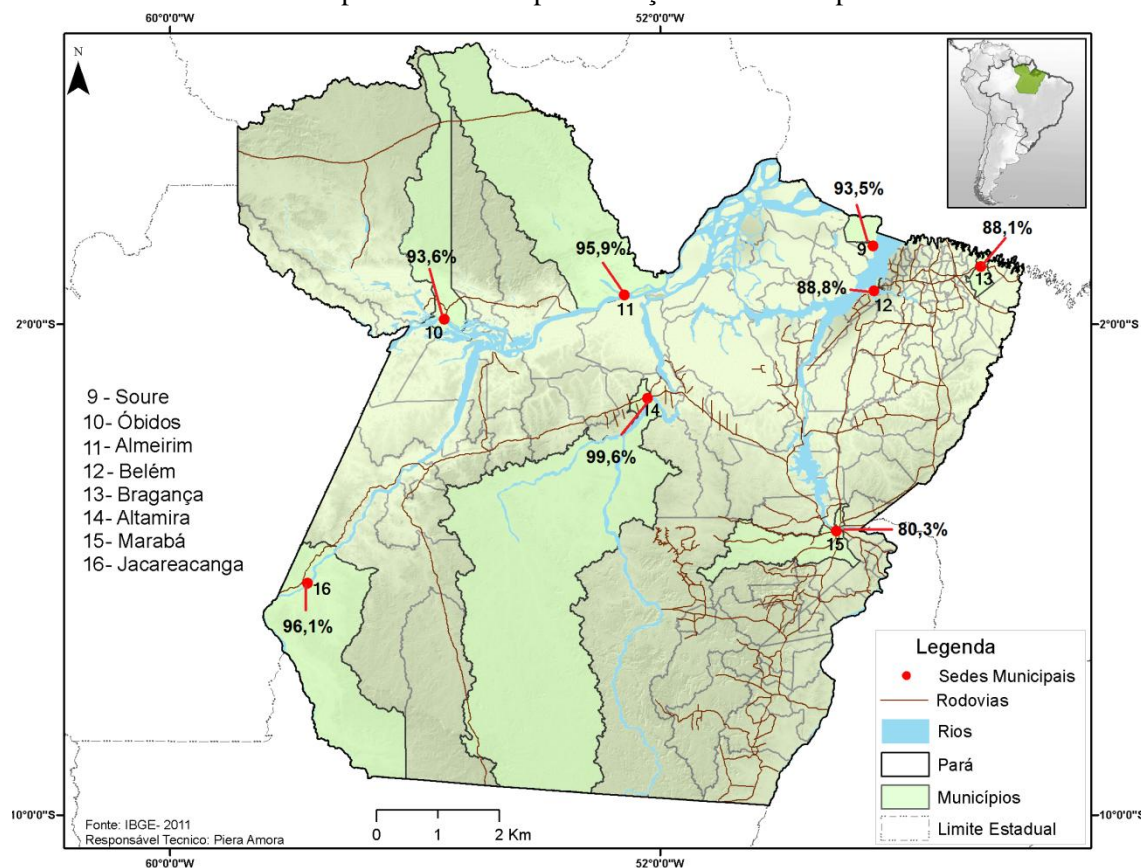 60°0'0"W
52°0'0"W
N
93,5%
88,1%
9
13
93,6%
95,9%
88,8%
12
11
2°0'0"S
10
2°0'0"S
9 - Soure
10- Óbidos
11- Almeirim
12- Belém
13- Bragança
14- Altamira
15- Marabá
16- Jacareacanga
14
99,6%
80,3%
15
16
96,1%
Legenda
Sedes Municipais
Rodovias
Rios
Pará
Municípios
Limite Estadual
10°0'0"S
10°0'0"S
Fonte: IBGE- 2011
Responsável Tecnico: Piera Amora
0 1 2 Km
60°0'0"W
52°0'0"W